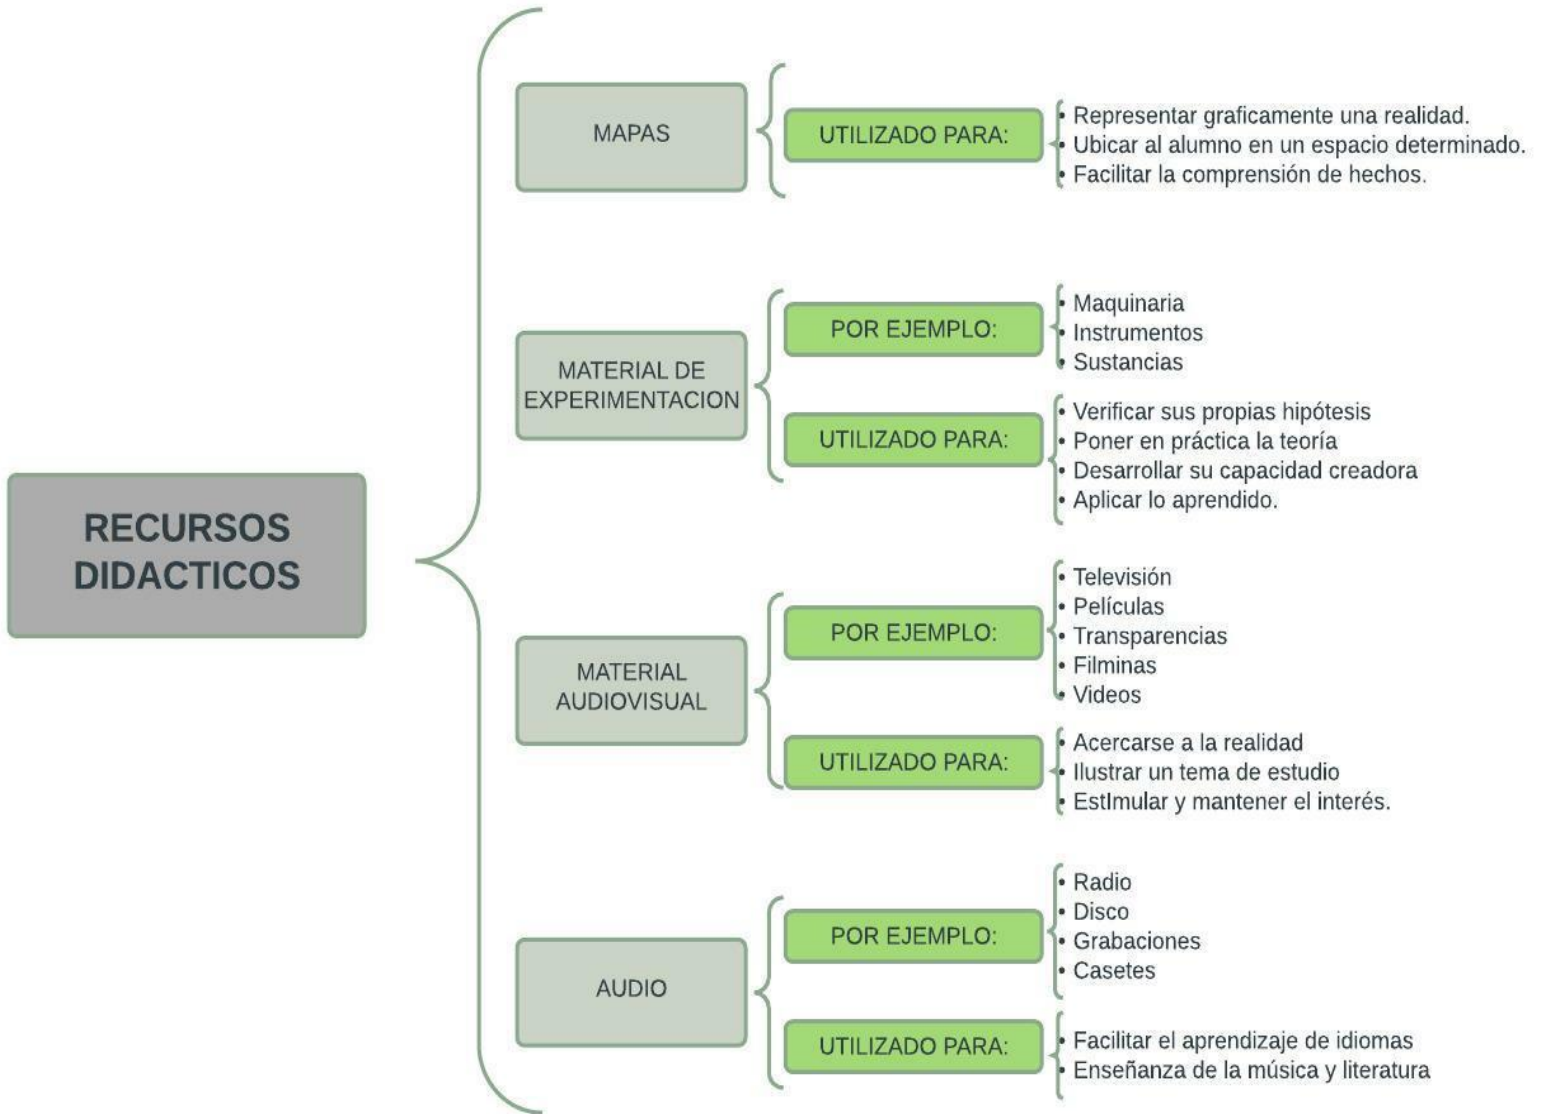 RECURSOS
DIDACTICOS
MAPAS
UTILIZADO PARA:
• Representar graficamente una realidad.
• Ubicar al alumno en un espacio determinado.
• Facilitar la comprensión de hechos.
MATERIAL DE
EXPERIMENTACION
POR EJEMPLO:
• Maquinaria
• Instrumentos
• Sustancias
UTILIZADO PARA:
• Verificar sus propias hipótesis
• Poner en práctica la teoría
• Desarrollar su capacidad creadora
• Aplicar lo aprendido.
MATERIAL
AUDIOVISUAL
POR EJEMPLO:
• Televisión
• Películas
• Transparencias
• Filminas
• Videos
UTILIZADO PARA:
• Acercarse a la realidad
• Ilustrar un tema de estudio
• EstImular y mantener el interés.
AUDIO
POR EJEMPLO:
• Radio
• Disco
• Grabaciones
• Casetes
UTILIZADO PARA:
• Facilitar el aprendizaje de idiomas
• Enseñanza de la música y literatura